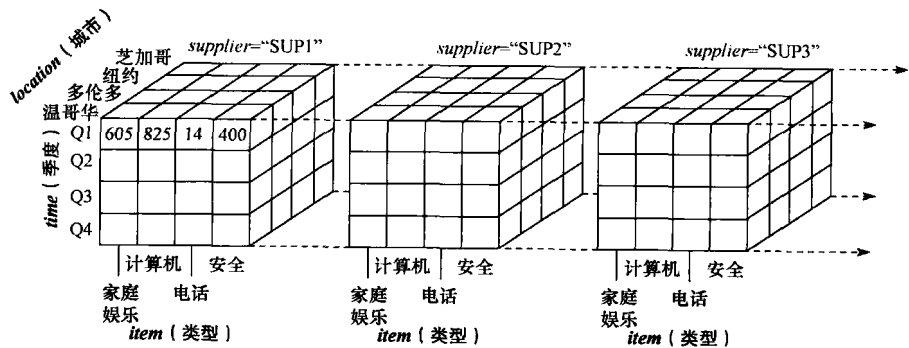 supplier=“SUP1” supplier=“SUP2” supplier=“SUP3”
location（城市）
芝加哥
纽约
多伦多
温哥华
time（季度）
Q1 605 825 14 400
Q2
Q3
Q4
计算机 安全 计算机 安全 计算机 安全
家庭 电话 家庭 电话 家庭 电话
娱乐 娱乐 娱乐
item（类型） item（类型） item（类型）